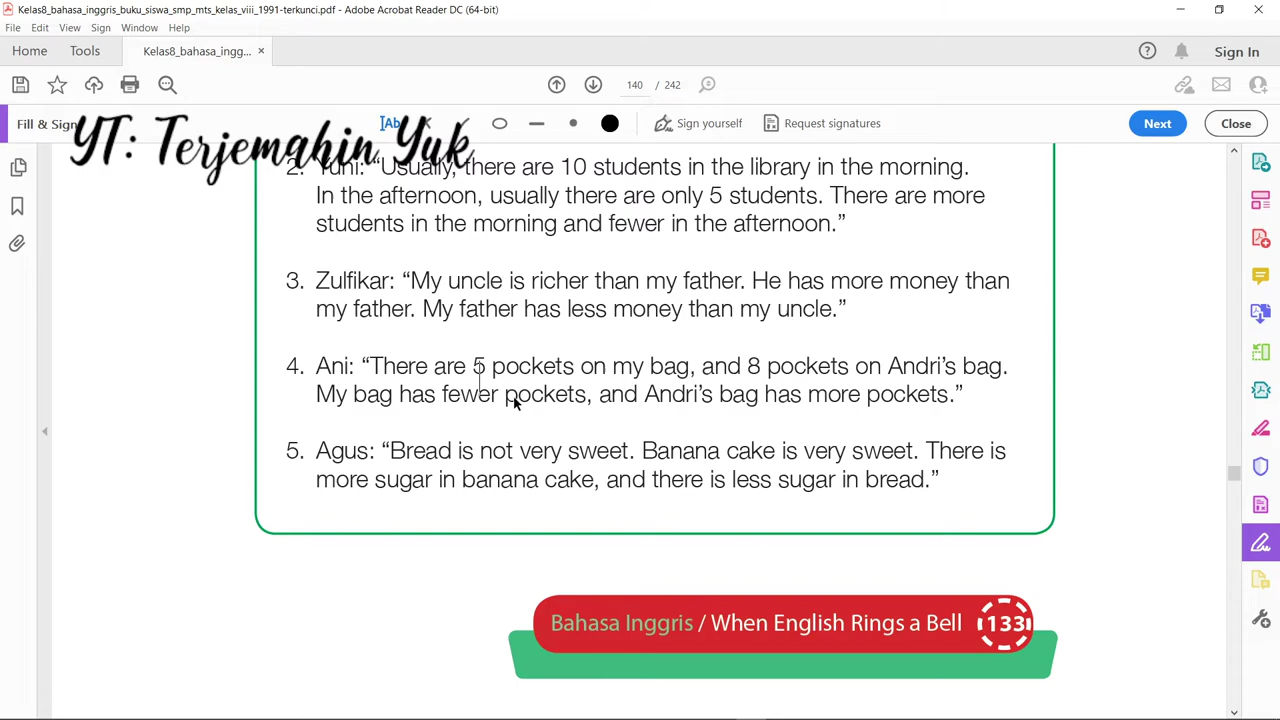 Kelas8_bahasa_inggris_buku_siswa_smp_mts_kelas_viii_1991-terkunci.pdf - Adobe Acrobat Reader DC (64-bit)
File Edit View Sign Window Help
Home Tools Kelas8_bahasa_ingg... × Sign In
140 / 242
Fill & Sign Ab Sign yourself Request signatures Next Close
YT: Terjemahin Yuk
2. Yuni: “Usually, there are 10 students in the library in the morning.
In the afternoon, usually there are only 5 students. There are more
students in the morning and fewer in the afternoon.”
3. Zulfikar: “My uncle is richer than my father. He has more money than
my father. My father has less money than my uncle.”
4. Ani: “There are 5 pockets on my bag, and 8 pockets on Andri’s bag.
My bag has fewer pockets, and Andri’s bag has more pockets.”
5. Agus: “Bread is not very sweet. Banana cake is very sweet. There is
more sugar in banana cake, and there is less sugar in bread.”
Bahasa Inggris / When English Rings a Bell 133